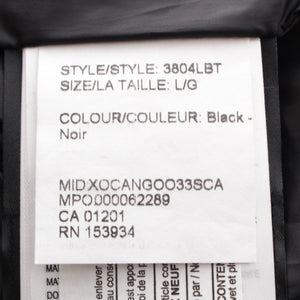 STYLE/STYLE: 3804LBT
SIZE/LA TAILLE: L/G
COLOUR/COULEUR: Black -
Noir
MIDXOCANGOO33SCA
MPO000062289
CA 01201
RN 153934